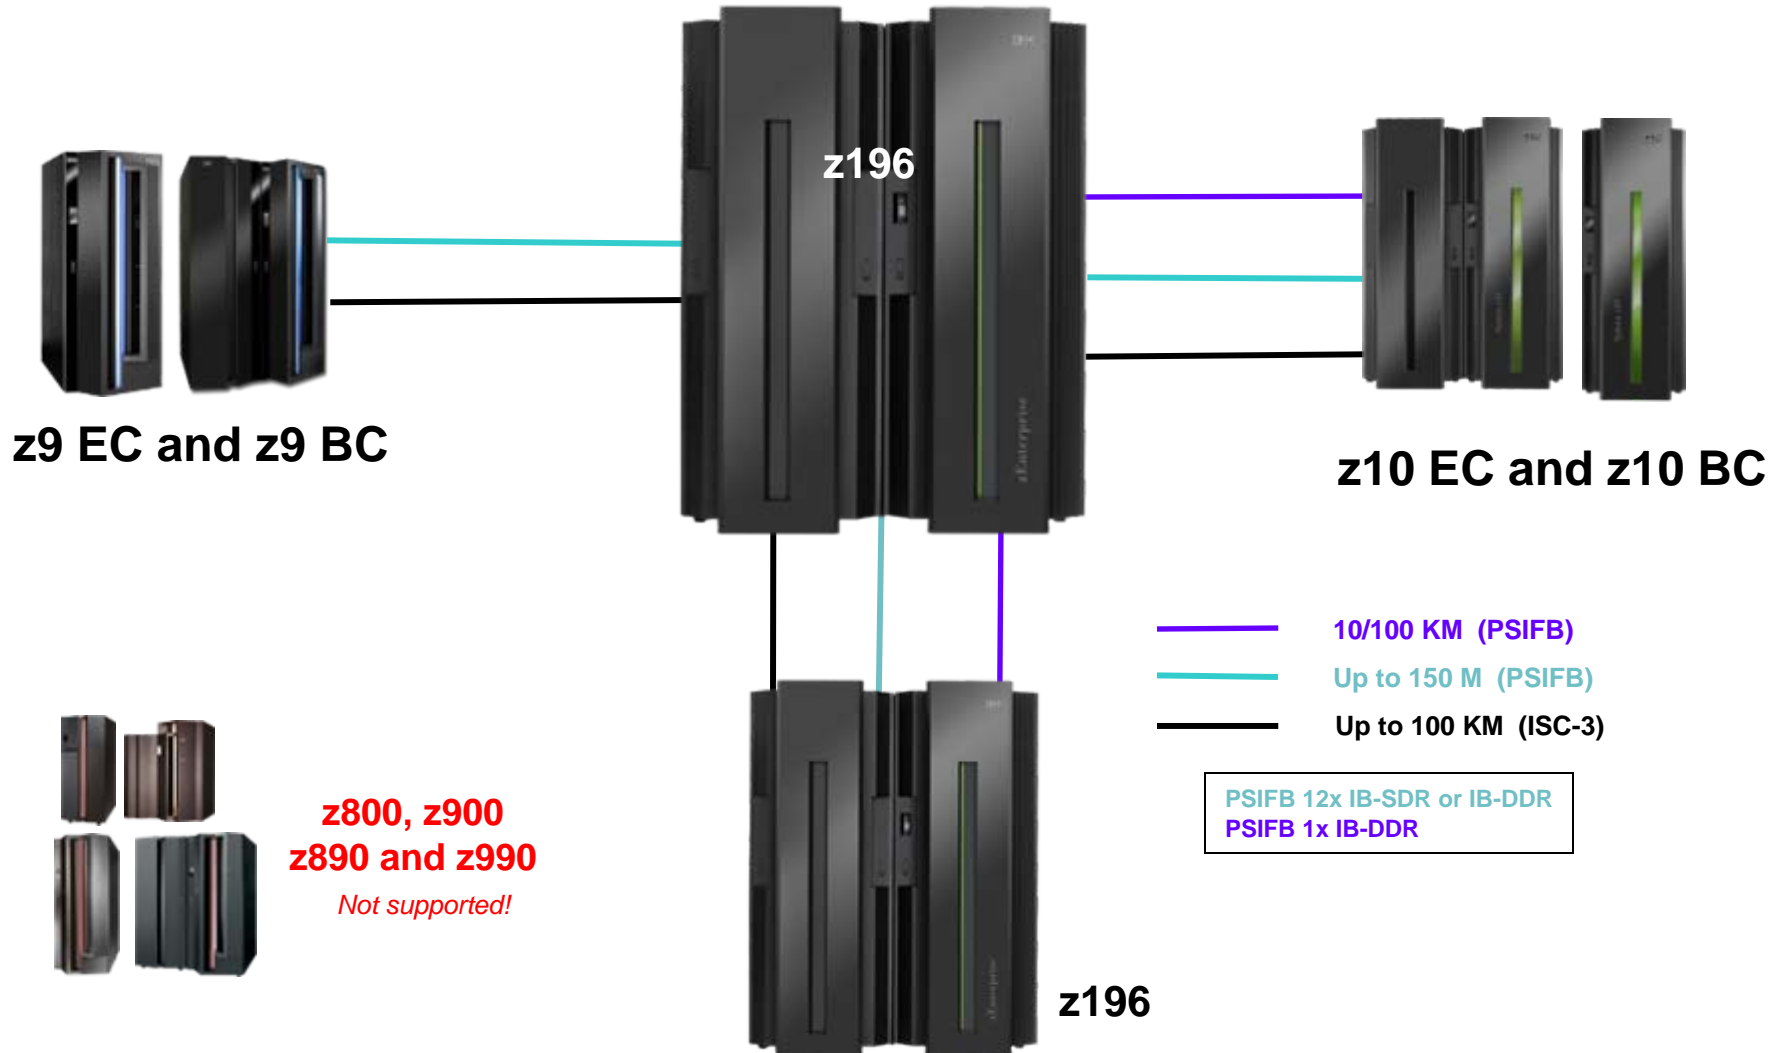 z196
z9 EC and z9 BC
z10 EC and z10 BC
zEnterprise
10/100 KM (PSIFB)
Up to 150 M (PSIFB)
Up to 100 KM (ISC-3)
PSIFB 12x IB-SDR or IB-DDR
PSIFB 1x IB-DDR
z800, z900
z890 and z990
Not supported!
zEnterprise
z196